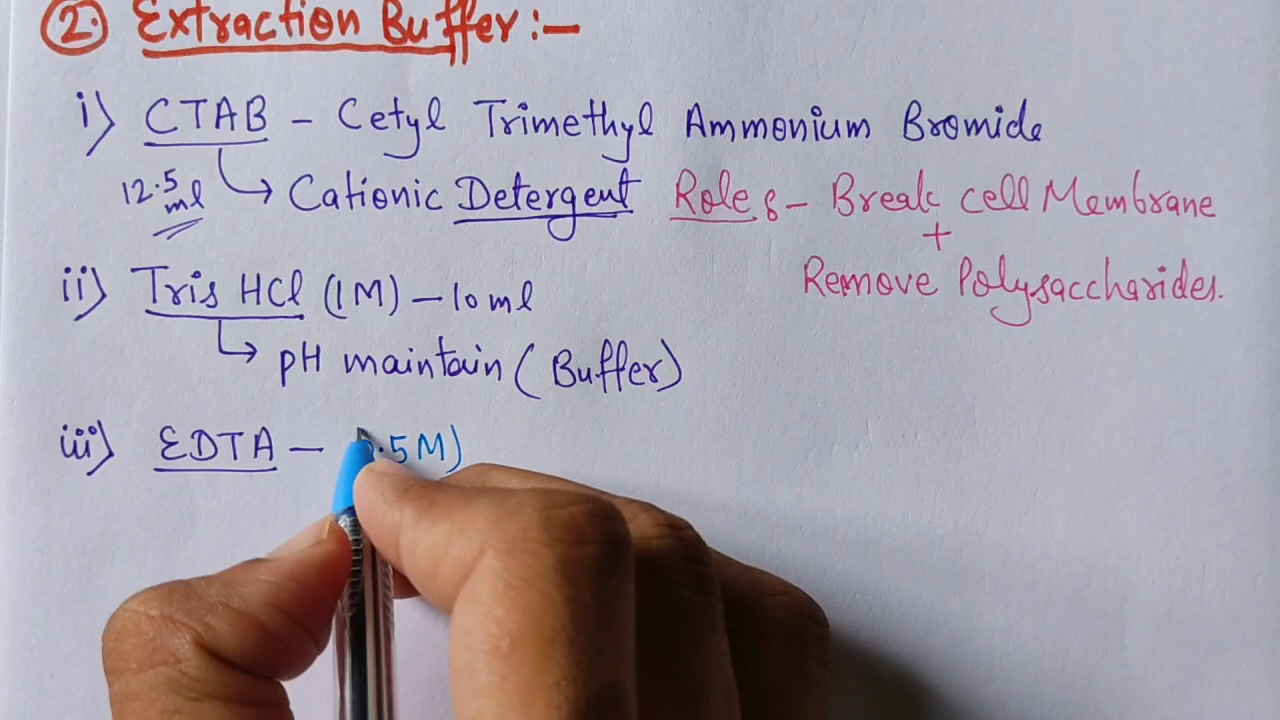 2. Extraction Buffer :-
i) CTAB - Cetyl Trimethyl Ammonium Bromide
12.5 ml
Cationic Detergent Role :- Break cell Membrane
+
Remove Polysaccharides.
ii) Tris HCl (1M) - 10 ml
pH maintain (Buffer)
iii) EDTA - .5M)